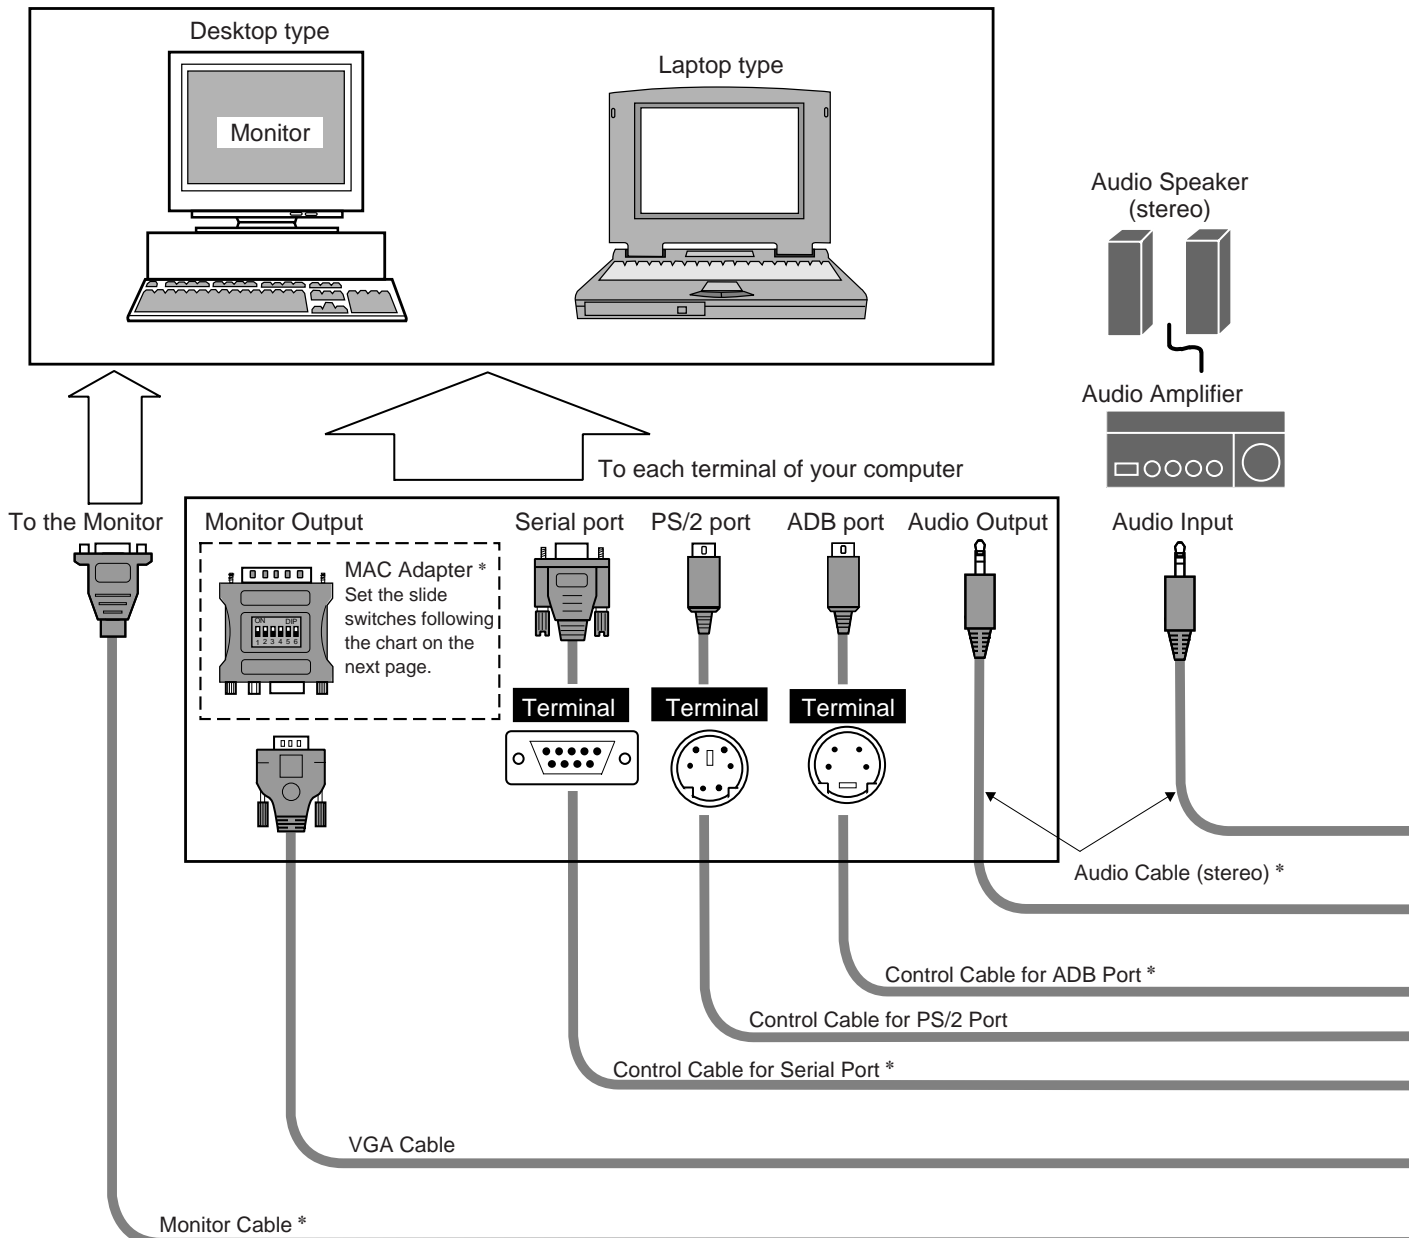 Desktop type
Laptop type
Monitor
Audio Speaker
(stereo)
Audio Amplifier
To each terminal of your computer
To the Monitor
Monitor Output
Serial port
PS/2 port
ADB port
Audio Output
Audio Input
MAC Adapter *
Set the slide
switches following
the chart on the
next page.
ON DIP
1 2 3 4 5 6
Terminal
Terminal
Terminal
Audio Cable (stereo) *
Control Cable for ADB Port *
Control Cable for PS/2 Port
Control Cable for Serial Port *
VGA Cable
Monitor Cable *